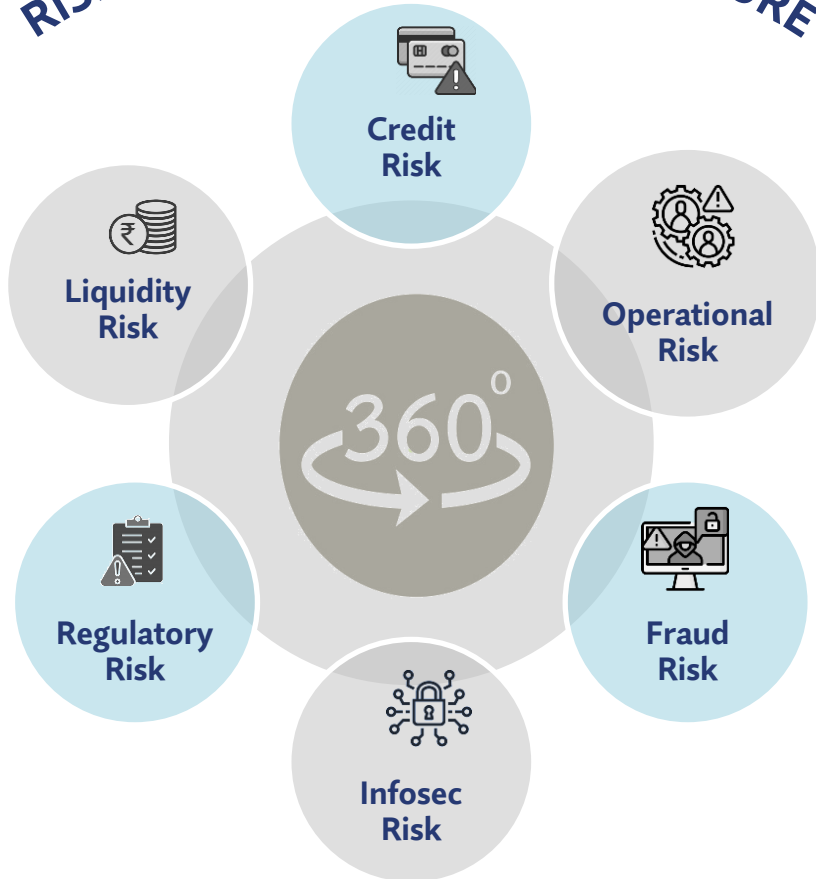 Credit
Risk
₹
Liquidity
Risk
Operational
Risk
360°
Regulatory
Risk
Fraud
Risk
Infosec
Risk